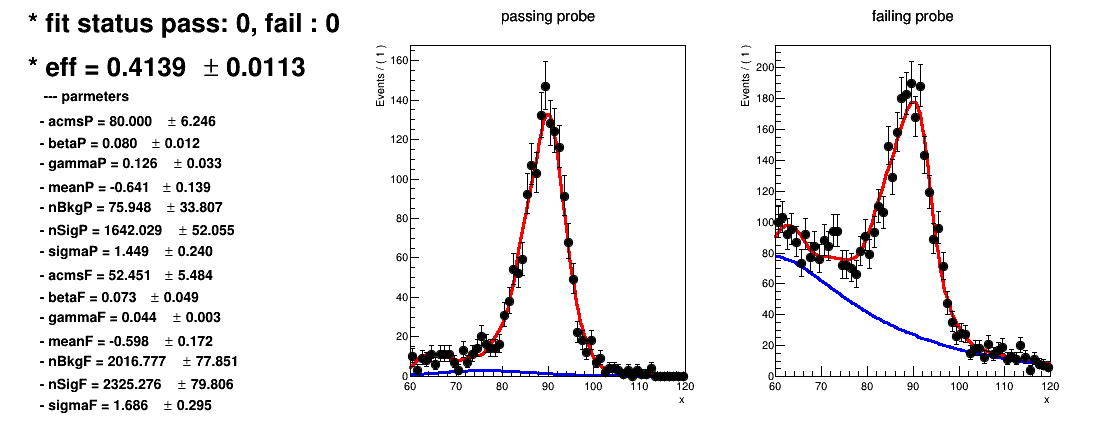 * fit status pass: 0, fail : 0
* eff = 0.4139 ± 0.0113
--- parmeters
- acmsP = 80.000 ± 6.246
- betaP = 0.080 ± 0.012
- gammaP = 0.126 ± 0.033
- meanP = -0.641 ± 0.139
- nBkgP = 75.948 ± 33.807
- nSigP = 1642.029 ± 52.055
- sigmaP = 1.449 ± 0.240
- acmsF = 52.451 ± 5.484
- betaF = 0.073 ± 0.049
- gammaF = 0.044 ± 0.003
- meanF = -0.598 ± 0.172
- nBkgF = 2016.777 ± 77.851
- nSigF = 2325.276 ± 79.806
- sigmaF = 1.686 ± 0.295
passing probe
Events / ( 1 )
160
140
120
100
80
60
40
20
0
60 70 80 90 100 110 120
x
failing probe
Events / ( 1 )
200
180
160
140
120
100
80
60
40
20
0
60 70 80 90 100 110 120
x